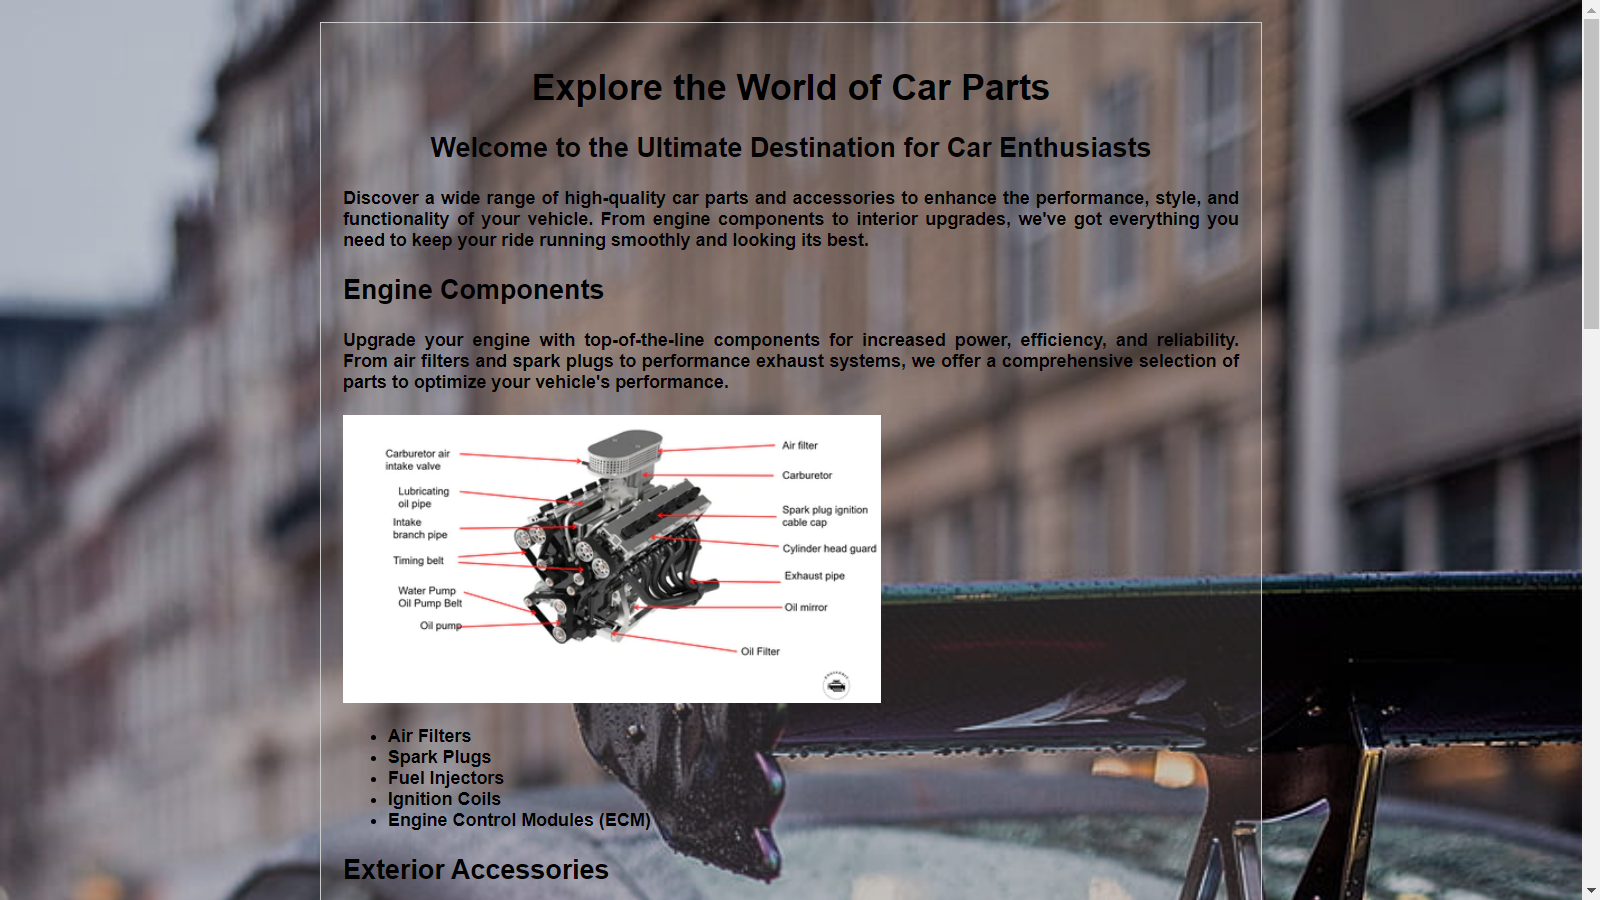 Explore the World of Car Parts
Welcome to the Ultimate Destination for Car Enthusiasts
Discover a wide range of high-quality car parts and accessories to enhance the performance, style, and
functionality of your vehicle. From engine components to interior upgrades, we've got everything you
need to keep your ride running smoothly and looking its best.
Engine Components
Upgrade your engine with top-of-the-line components for increased power, efficiency, and reliability.
From air filters and spark plugs to performance exhaust systems, we offer a comprehensive selection of
parts to optimize your vehicle's performance.
Carburetor air
intake valve
Lubricating
oil pipe
Intake
branch pipe
Timing belt
Water Pump
Oil Pump Belt
Oil pump
Air filter
Carburetor
Spark plug ignition
cable cap
Cylinder head guard
Exhaust pipe
Oil mirror
Oil Filter
Air Filters
Spark Plugs
Fuel Injectors
Ignition Coils
Engine Control Modules (ECM)
Exterior Accessories